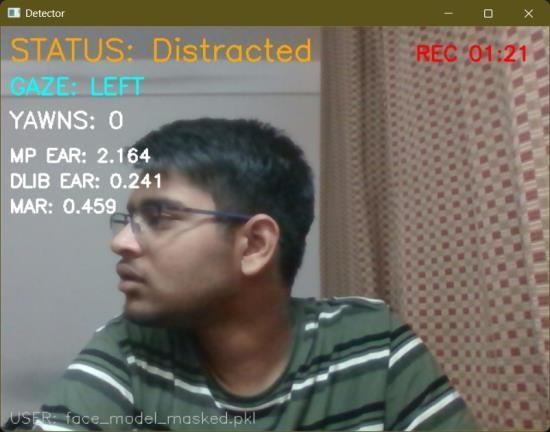 Detector
STATUS: Distracted
REC 01:21
GAZE: LEFT
YAWNS: 0
MP EAR: 2.164
DLIB EAR: 0.241
MAR: 0.459
USER: face_model_masked.pkl